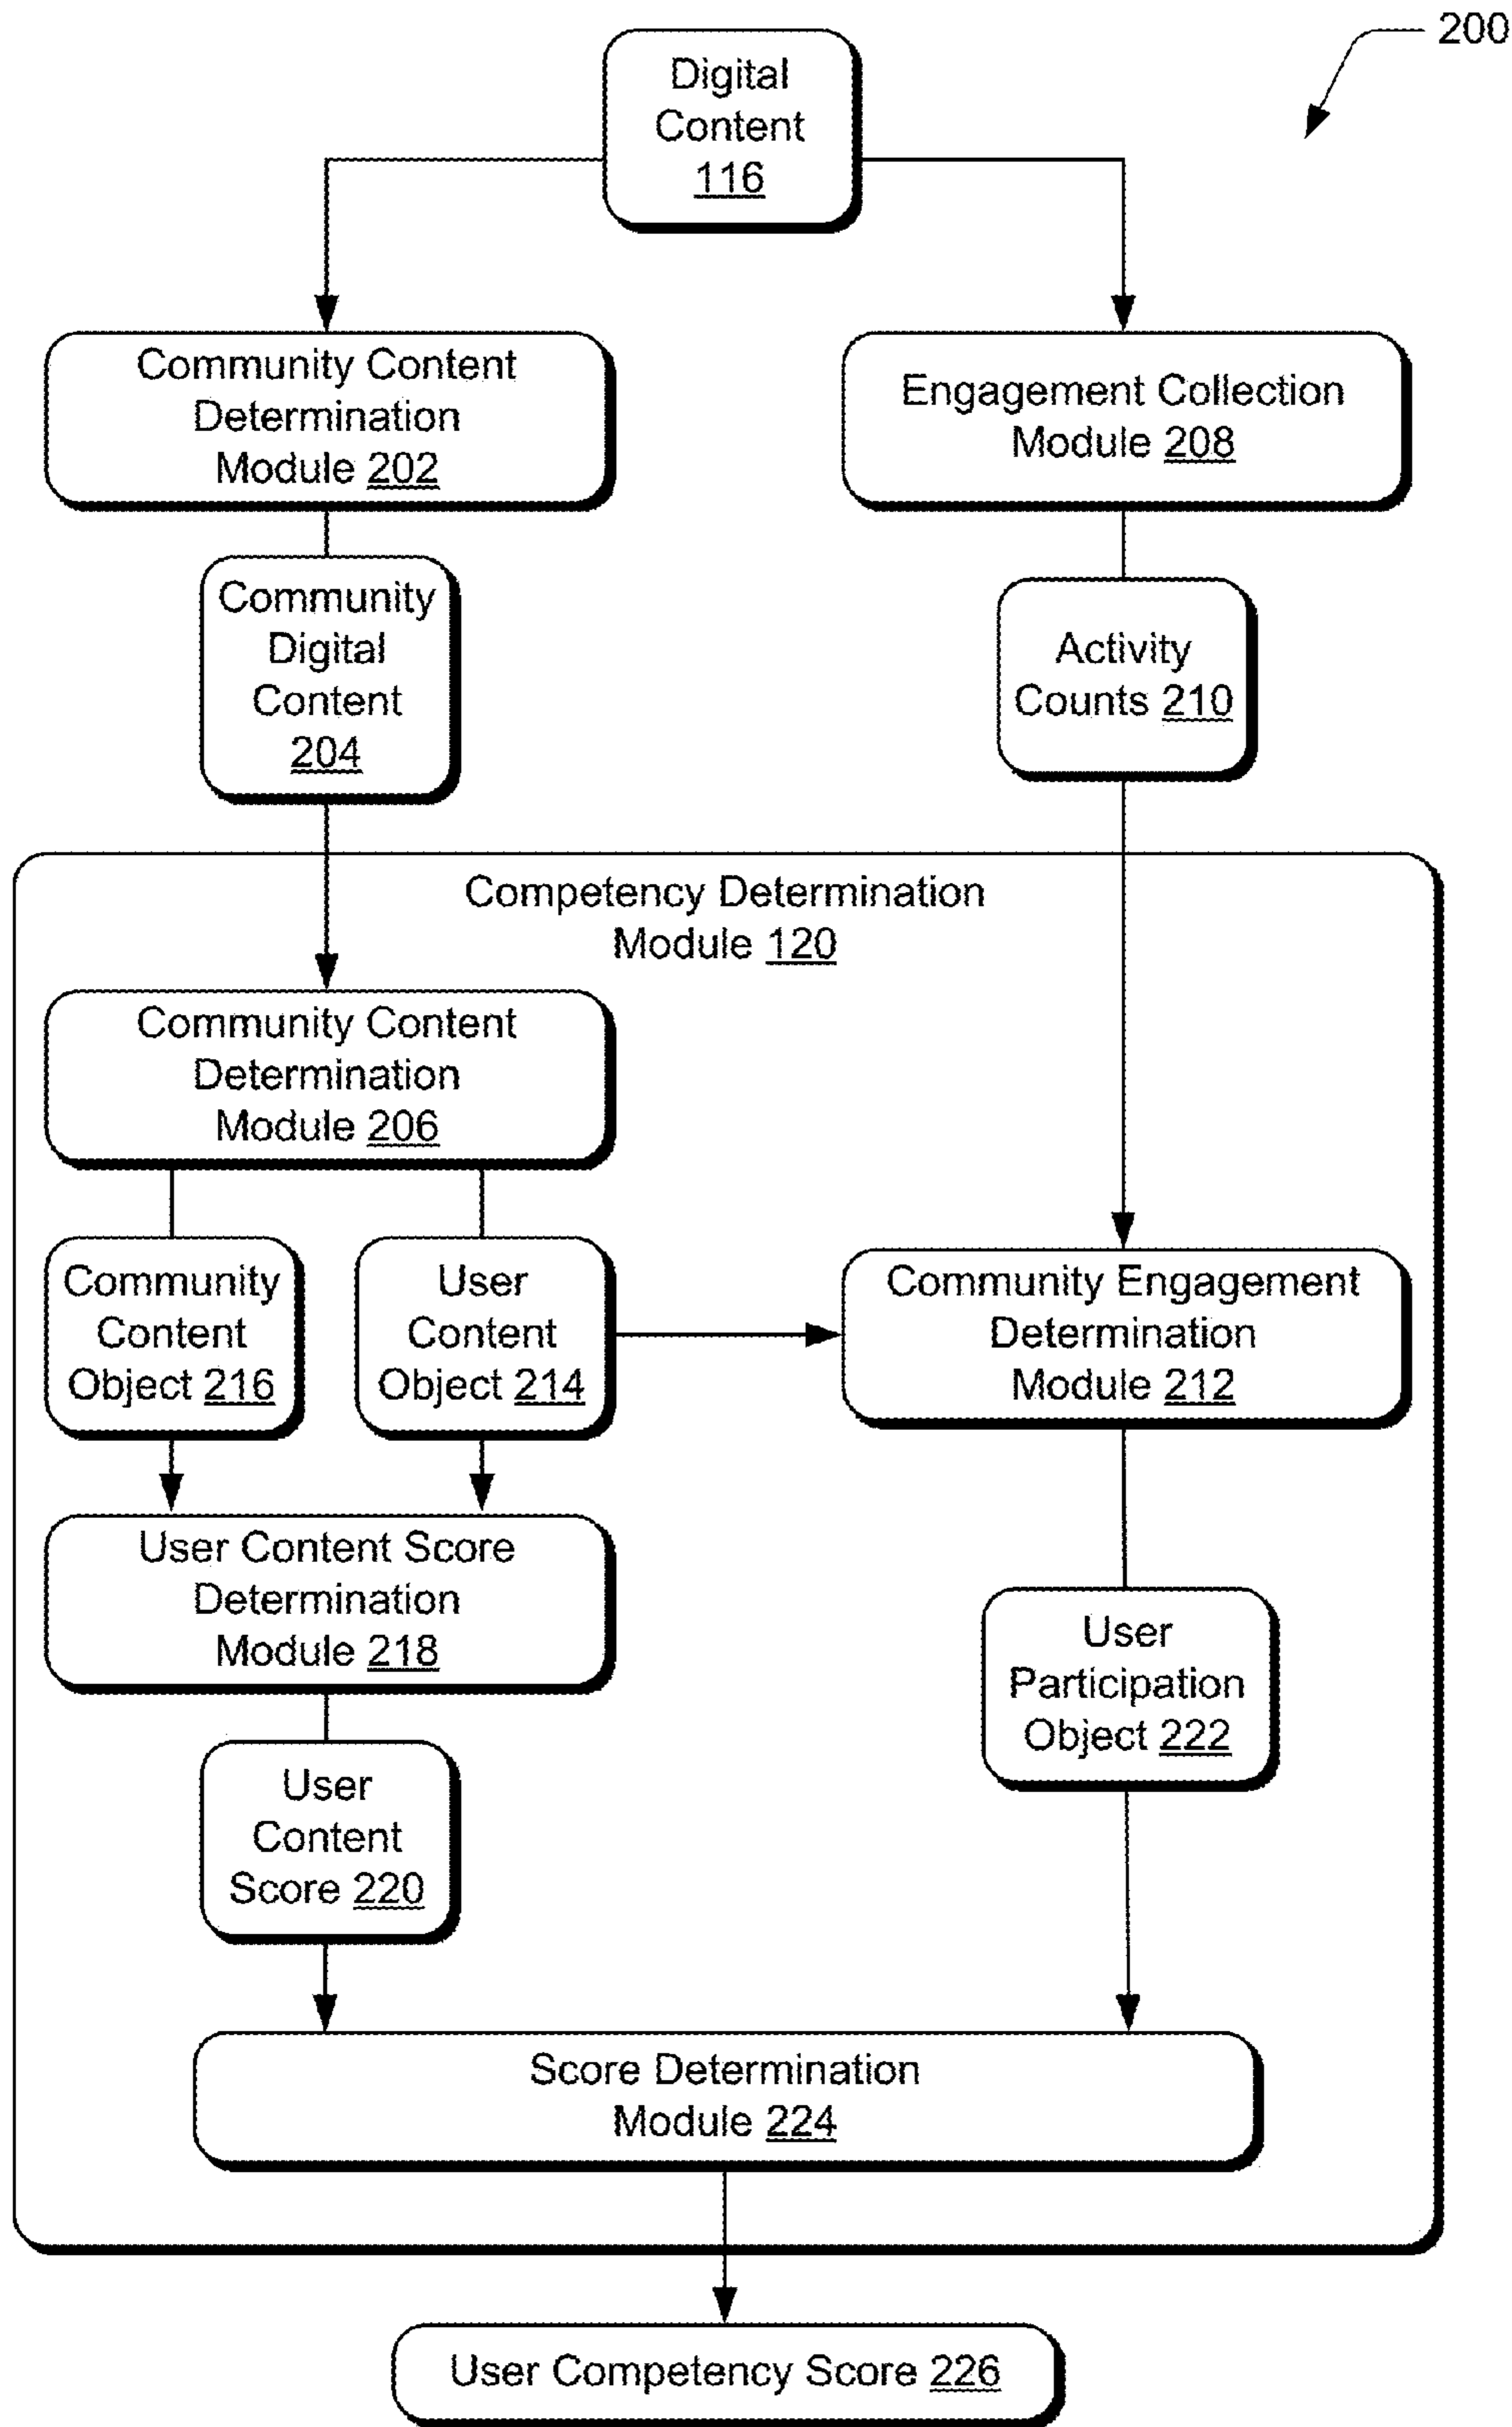 200
Digital
Content
116
Community Content
Determination
Module 202
Engagement Collection
Module 208
Community
Digital
Content
204
Activity
Counts 210
Competency Determination
Module 120
Community Content
Determination
Module 206
Community
Content
Object 216
User
Content
Object 214
Community Engagement
Determination
Module 212
User Content Score
Determination
Module 218
User
Participation
Object 222
User
Content
Score 220
Score Determination
Module 224
User Competency Score 226